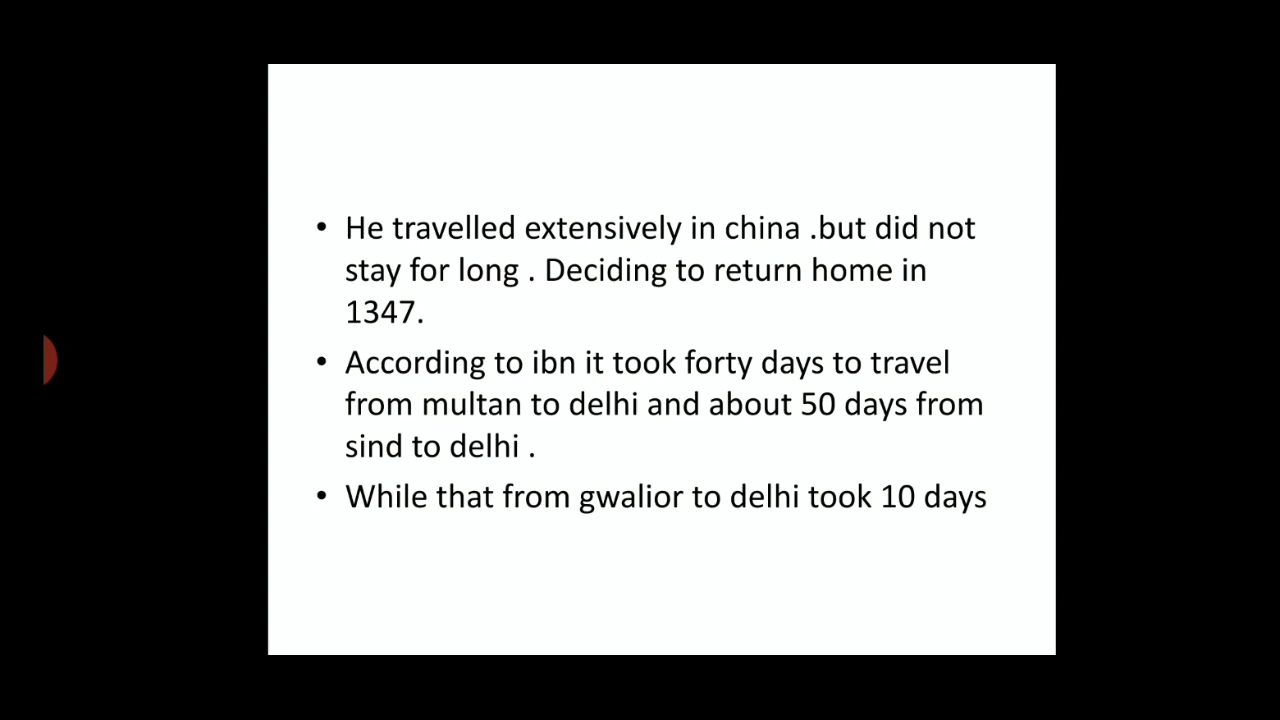 • He travelled extensively in china .but did not
stay for long . Deciding to return home in
1347.
• According to ibn it took forty days to travel
from multan to delhi and about 50 days from
sind to delhi .
• While that from gwalior to delhi took 10 days